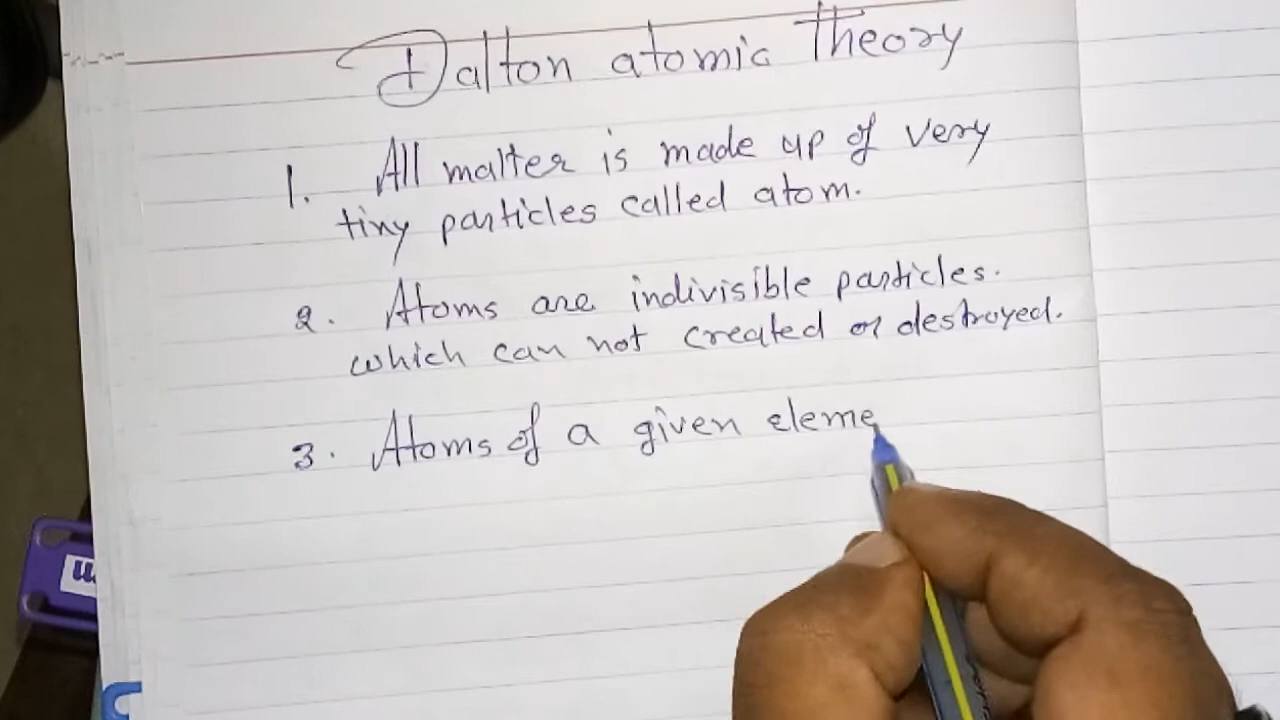 Dalton atomic Theory
1. All matter is made up of very
tiny particles called atom.
2. Atoms are indivisible particles.
which can not created or destroyed.
3. Atoms of a given eleme